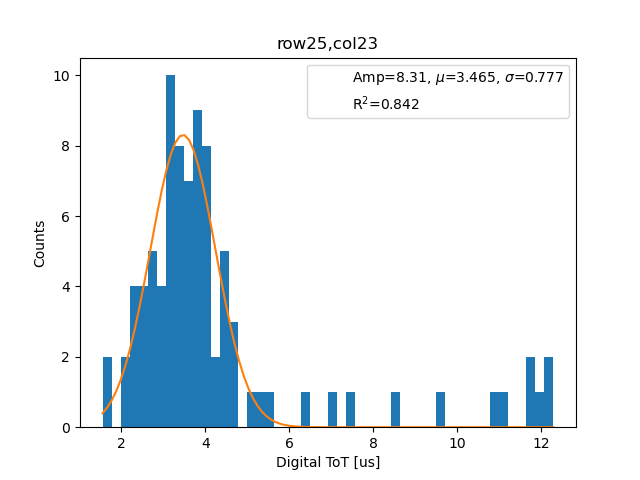 row25,col23
Amp=8.31, μ=3.465, σ=0.777
R²=0.842
Counts
10
8
6
4
2
0
2 4 6 8 10 12
Digital ToT [us]